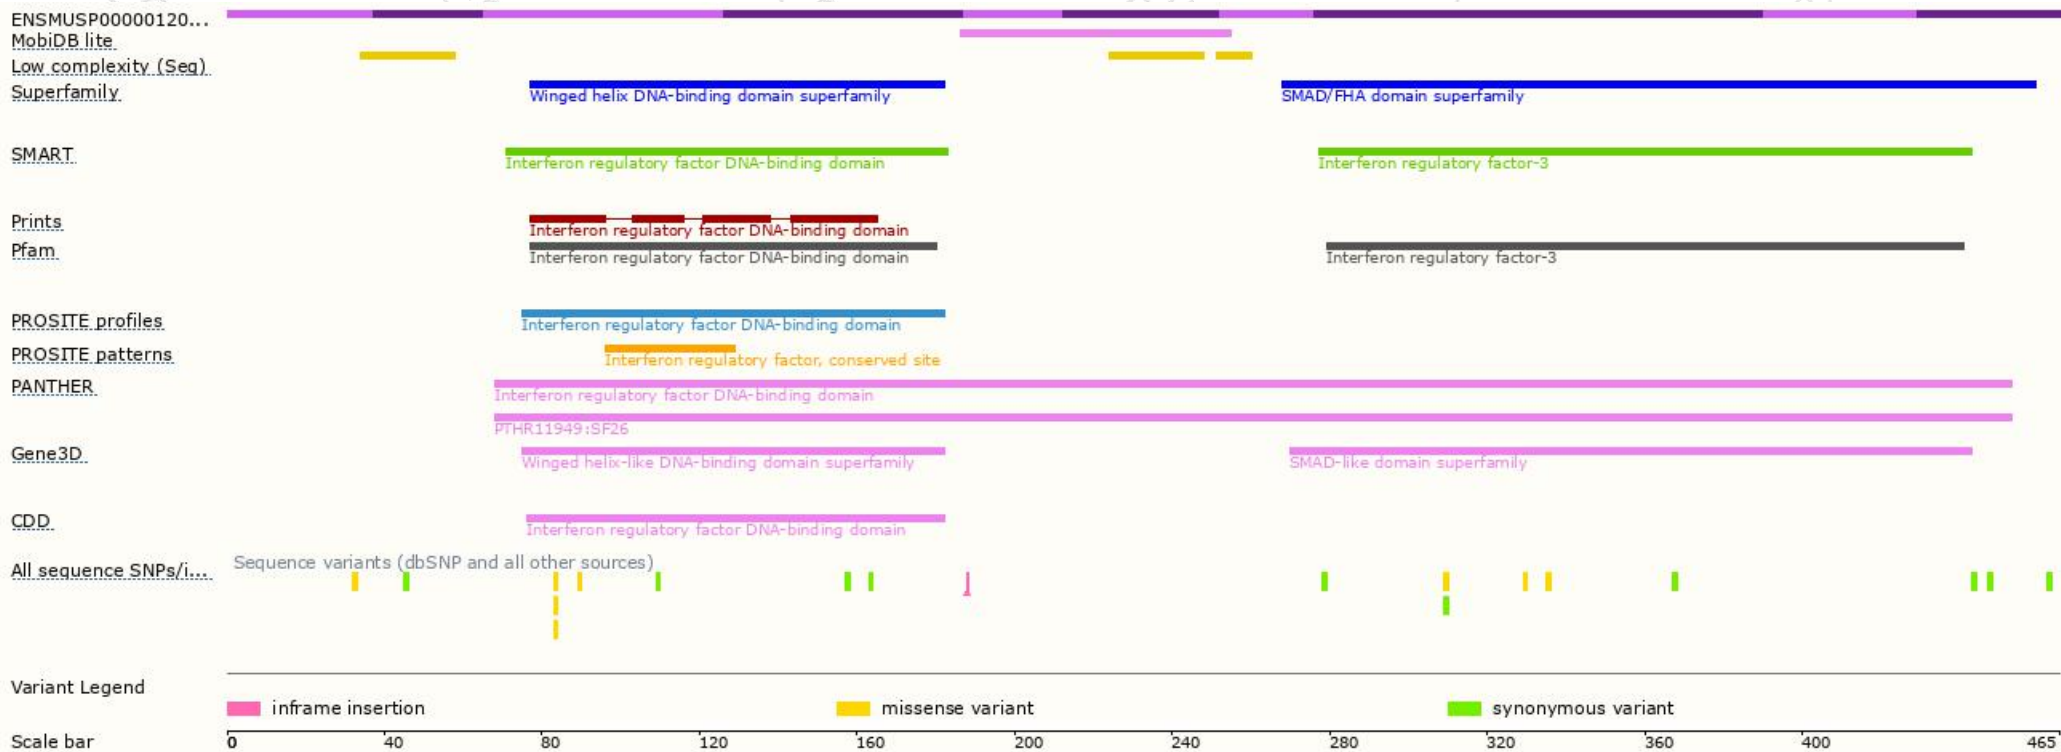 ENSMUSP00000120...
MobiDB lite
Low complexity (Seg)
Superfamily
Winged helix DNA-binding domain superfamily
SMAD/FHA domain superfamily
SMART
Interferon regulatory factor DNA-binding domain
Interferon regulatory factor-3
Prints
Interferon regulatory factor DNA-binding domain
Pfam
Interferon regulatory factor DNA-binding domain
Interferon regulatory factor-3
PROSITE profiles
Interferon regulatory factor DNA-binding domain
PROSITE patterns
Interferon regulatory factor, conserved site
PANTHER
Interferon regulatory factor DNA-binding domain
PTHR11949:SF26
Gene3D
Winged helix-like DNA-binding domain superfamily
SMAD-like domain superfamily
CDD
Interferon regulatory factor DNA-binding domain
All sequence SNPs/i...
Sequence variants (dbSNP and all other sources)
Variant Legend
inframe insertion
missense variant
synonymous variant
Scale bar
0 40 80 120 160 200 240 280 320 360 400 465